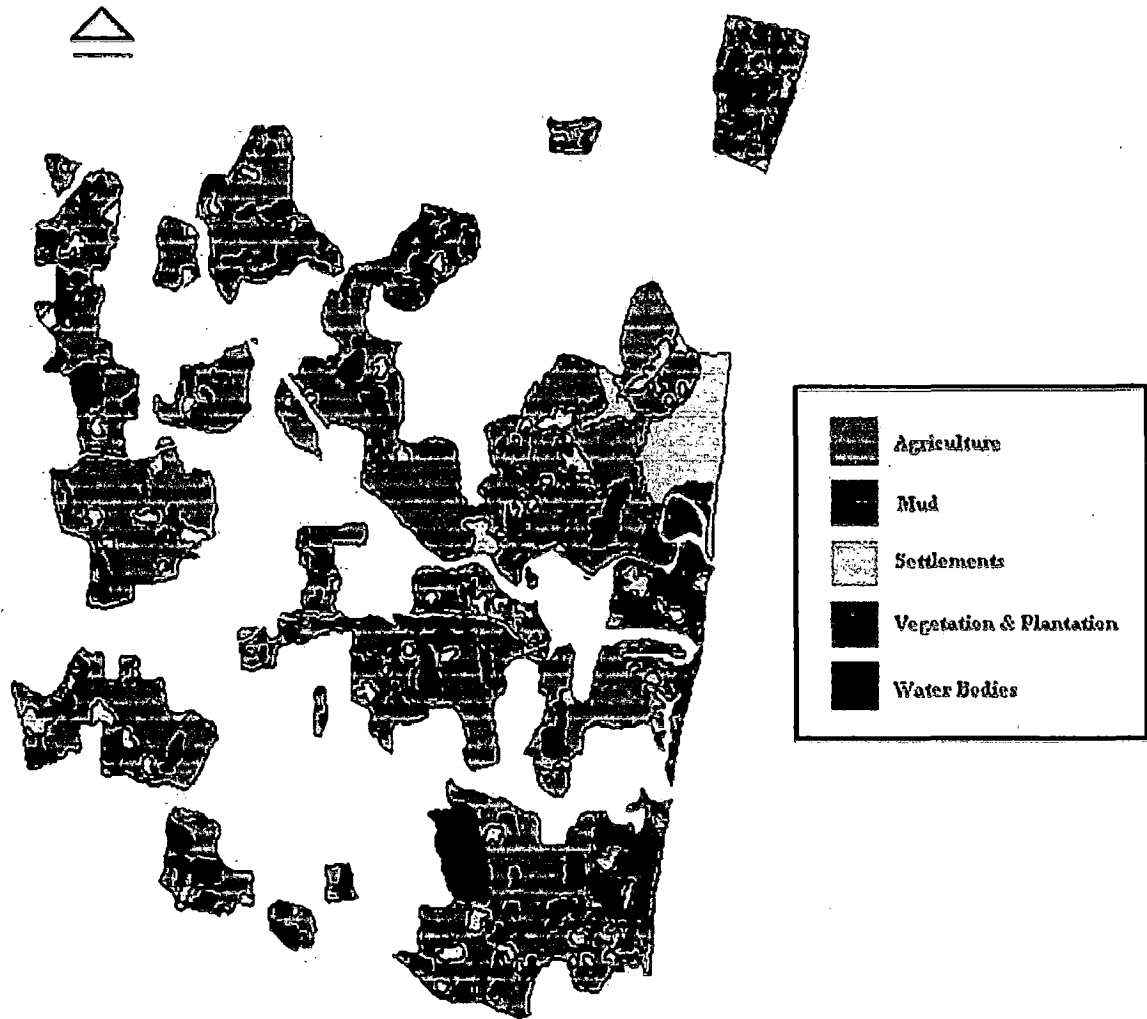 Agriculture
Mud
Settlements
Vegetation & Plantation
Water Bodies